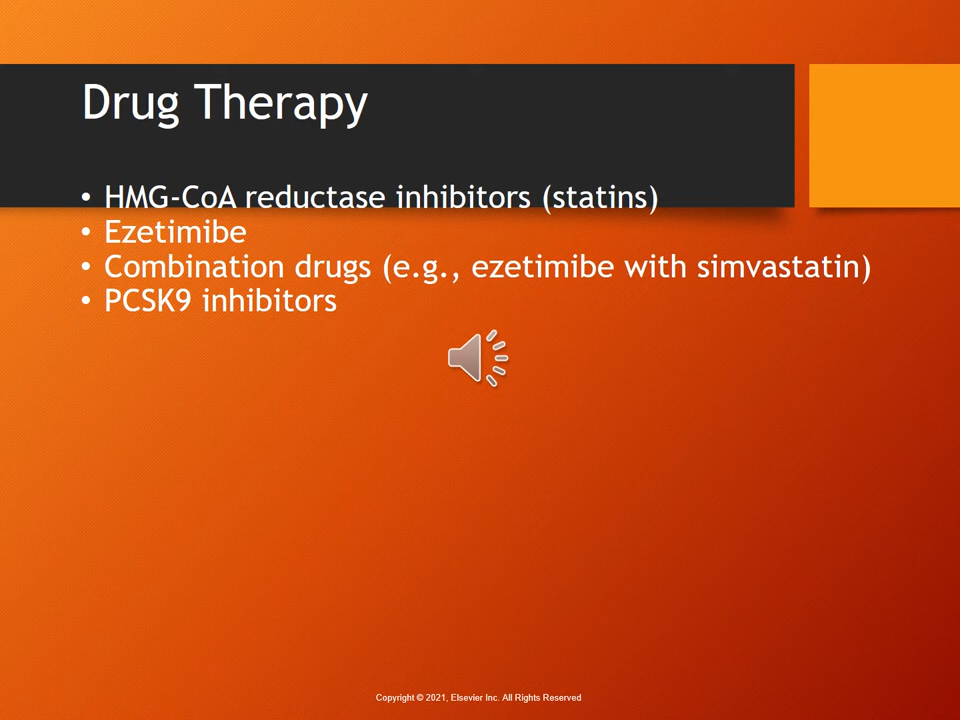 Drug Therapy
• HMG-CoA reductase inhibitors (statins)
• Ezetimibe
• Combination drugs (e.g., ezetimibe with simvastatin)
• PCSK9 inhibitors
Copyright © 2021, Elsevier Inc. All Rights Reserved